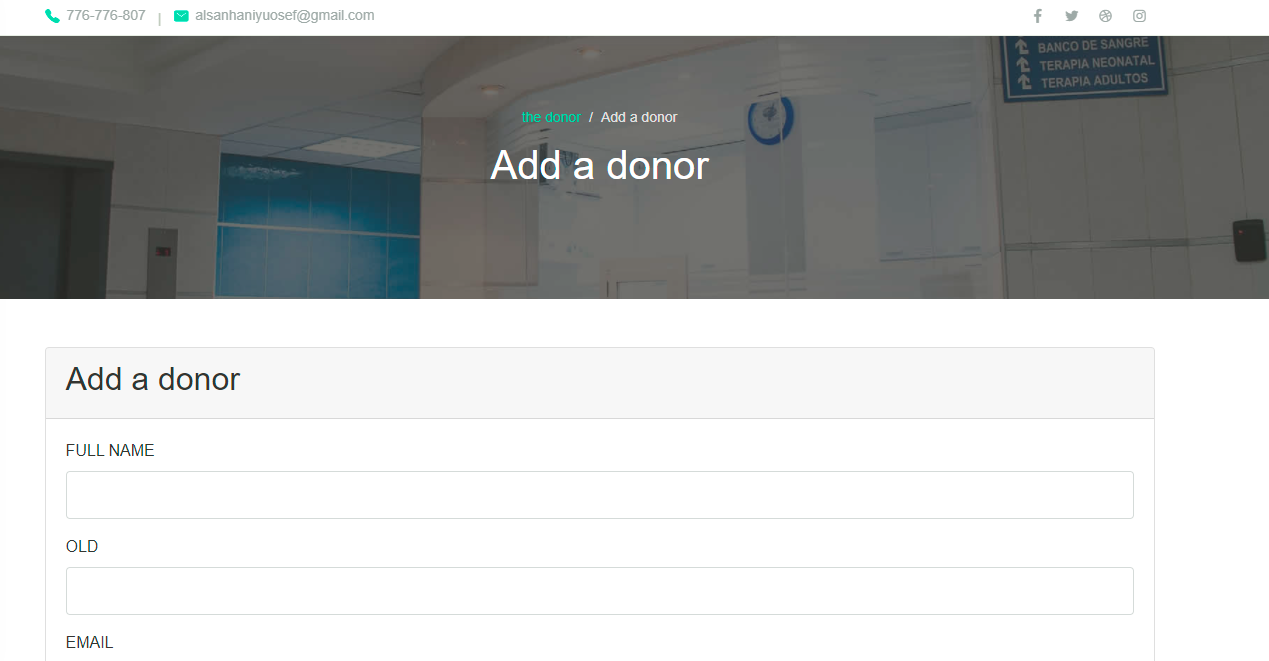 776-776-807 | alsanhaniyuosef@gmail.com
BANCO DE SANGRE
TERAPIA NEONATAL
TERAPIA ADULTOS
the donor / Add a donor
Add a donor
Add a donor
FULL NAME
OLD
EMAIL